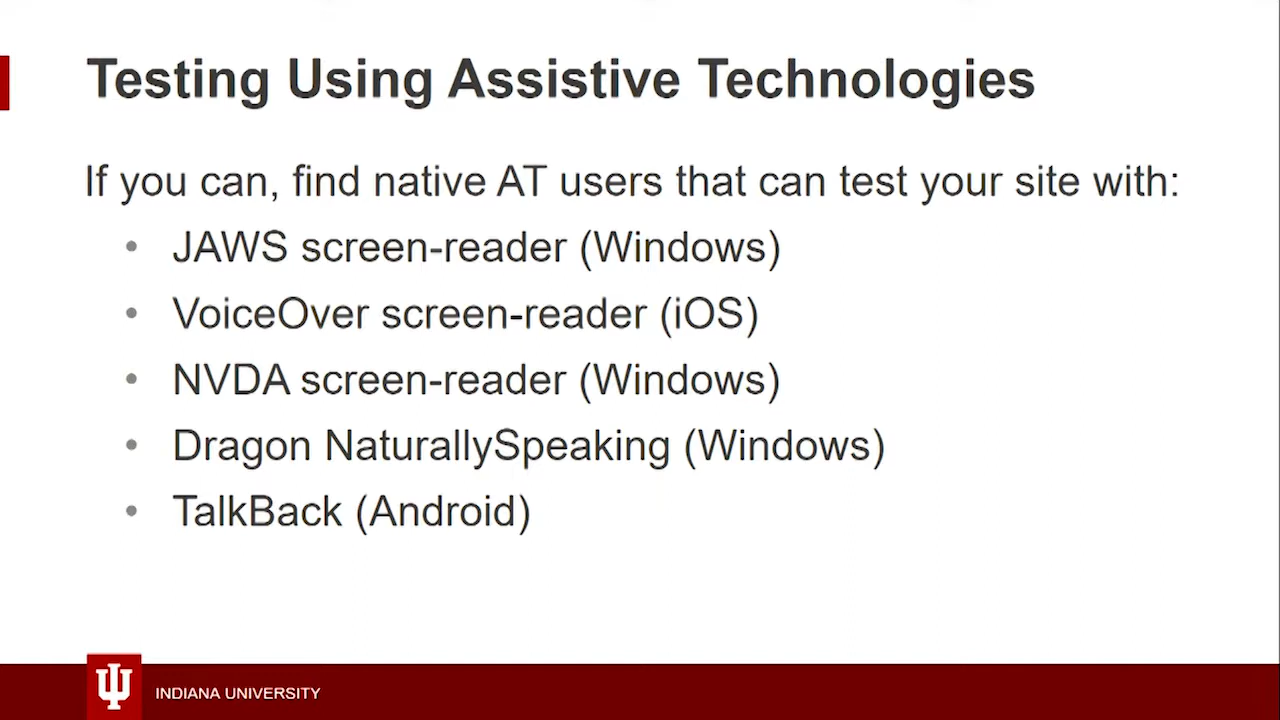 Testing Using Assistive Technologies
If you can, find native AT users that can test your site with:
• JAWS screen-reader (Windows)
• VoiceOver screen-reader (iOS)
• NVDA screen-reader (Windows)
• Dragon NaturallySpeaking (Windows)
• TalkBack (Android)
INDIANA UNIVERSITY